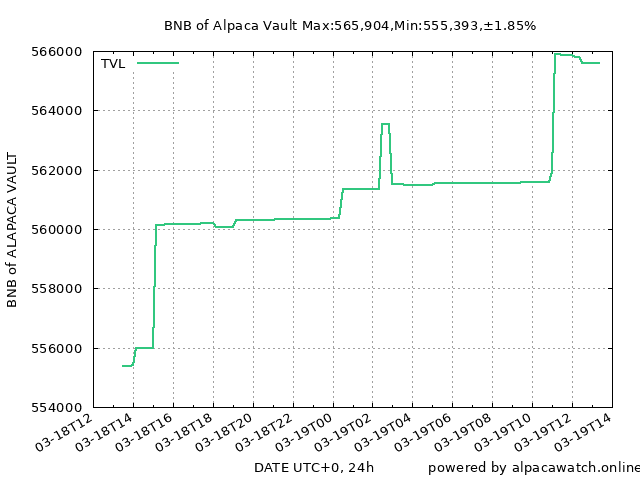 BNB of Alpaca Vault Max:565,904,Min:555,393,±1.85%
566000
TVL
564000
562000
560000
558000
556000
554000
BNB of ALAPACA VAULT
03-18T12
03-18T14
03-18T16
03-18T18
03-18T20
03-18T22
03-19T00
03-19T02
03-19T04
03-19T06
03-19T08
03-19T10
03-19T12
03-19T14
DATE UTC+0, 24h
powered by alpacawatch.online